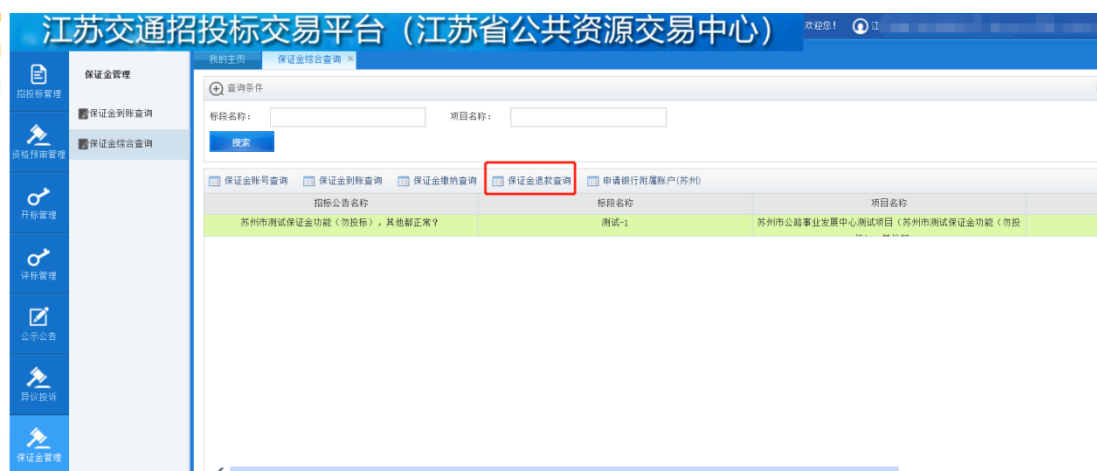 江苏交通招投标交易平台（江苏省公共资源交易中心）
欢迎您！ 江
我的主页 保证金综合查询 ×
招投标管理
资格预审管理
开标管理
评标管理
公示公告
异议投诉
保证金管理
保证金管理
保证金到账查询
保证金综合查询
查询条件
标段名称： 项目名称：
搜索
保证金账号查询 保证金到账查询 保证金缴纳查询 保证金退款查询 申请银行附属账户(苏州)
招标公告名称 标段名称 项目名称
苏州市测试保证金功能（勿投标），其他都正常？ 测试-1 苏州市公路事业发展中心测试项目（苏州市测试保证金功能（勿投